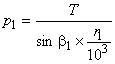 p₁ = T / (sin β₁ × η / 10³)